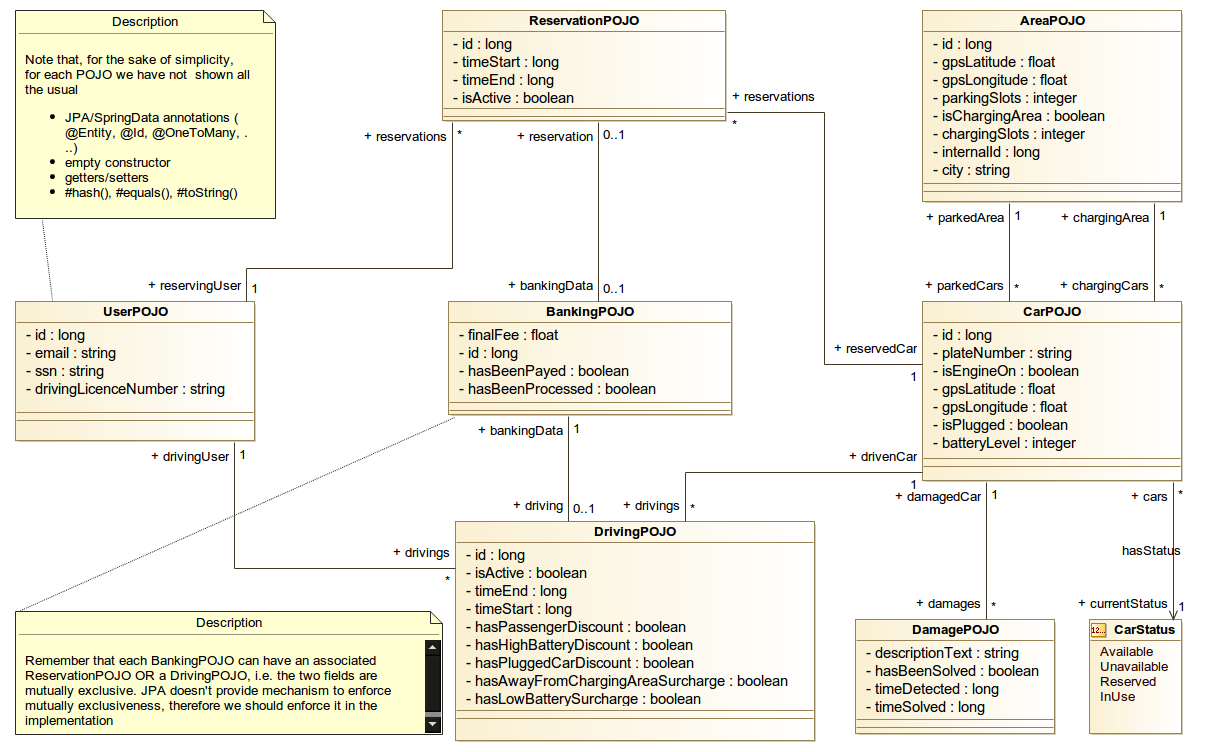 Description
Note that, for the sake of simplicity,
for each POJO we have not shown all
the usual
• JPA/SpringData annotations (
@Entity, @Id, @OneToMany, .
..)
• empty constructor
• getters/setters
• #hash(), #equals(), #toString()
ReservationPOJO
- id : long
- timeStart : long
- timeEnd : long
- isActive : boolean
AreaPOJO
- id : long
- gpsLatitude : float
- gpsLongitude : float
- parkingSlots : integer
- isChargingArea : boolean
- chargingSlots : integer
- internalId : long
- city : string
+ reservations
*
+ reservations
*
+ reservation
0..1
+ parkedArea
1
+ chargingArea
1
+ reservingUser
1
+ bankingData
0..1
+ parkedCars
*
+ chargingCars
*
UserPOJO
- id : long
- email : string
- ssn : string
- drivingLicenceNumber : string
BankingPOJO
- finalFee : float
- id : long
- hasBeenPayed : boolean
- hasBeenProcessed : boolean
+ reservedCar
1
CarPOJO
- id : long
- plateNumber : string
- isEngineOn : boolean
- gpsLatitude : float
- gpsLongitude : float
- isPlugged : boolean
- batteryLevel : integer
+ drivingUser
1
+ bankingData
1
+ drivenCar
1
+ damagedCar
1
+ cars
*
+ driving
0..1
+ drivings
*
+ drivings
*
hasStatus
+ damages
*
+ currentStatus
1
DrivingPOJO
- id : long
- isActive : boolean
- timeEnd : long
- timeStart : long
- hasPassengerDiscount : boolean
- hasHighBatteryDiscount : boolean
- hasPluggedCarDiscount : boolean
- hasAwayFromChargingAreaSurcharge : boolean
- hasLowBatterySurcharge : boolean
Description
Remember that each BankingPOJO can have an associated
ReservationPOJO OR a DrivingPOJO, i.e. the two fields are
mutually exclusive. JPA doesn't provide mechanism to enforce
mutually exclusiveness, therefore we should enforce it in the
implementation
DamagePOJO
- descriptionText : string
- hasBeenSolved : boolean
- timeDetected : long
- timeSolved : long
12... CarStatus
Available
Unavailable
Reserved
InUse